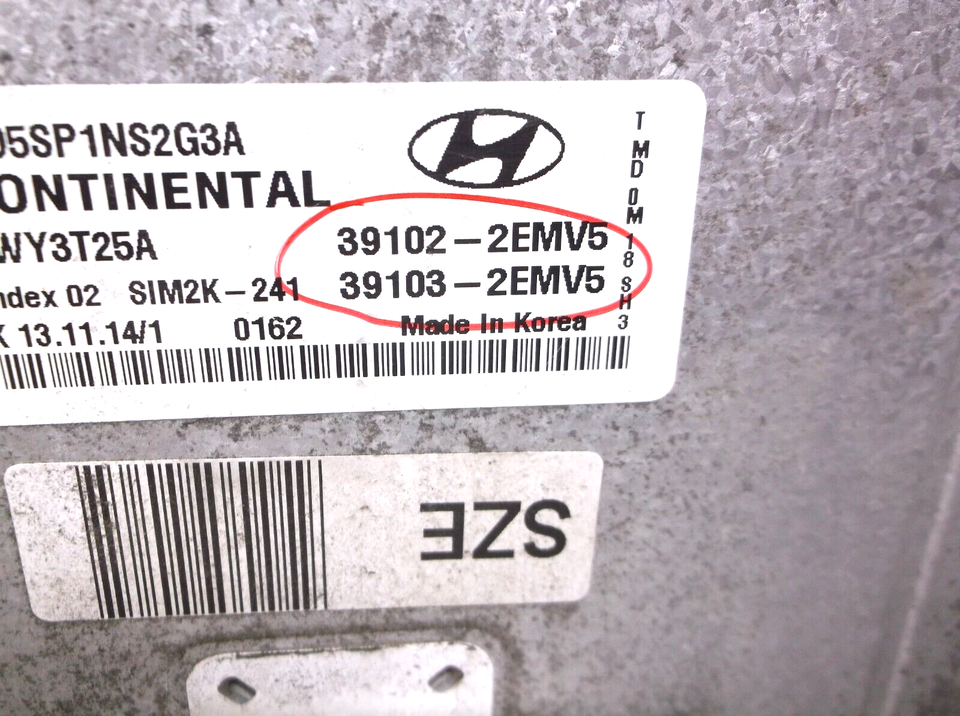 05SP1NS2G3A
ONTINENTAL
WY3T25A
39102-2EMV5
ndex 02 SIM2K-241
39103-2EMV5
K 13.11.14/1 0162
Made In Korea
TMD0M18SH3
SZE